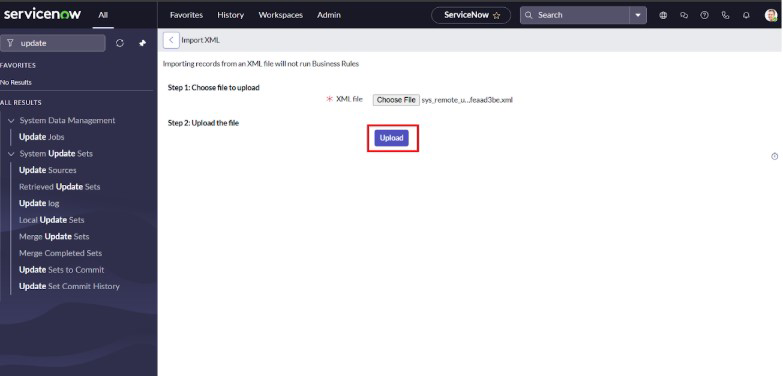 servicenow All Favorites History Workspaces Admin ServiceNow Search
update
Import XML
Importing records from an XML file will not run Business Rules
FAVORITES
No Results
Step 1: Choose file to upload
XML file Choose File sys_remote_u...feaad3be.xml
ALL RESULTS
System Data Management
Step 2: Upload the file
Upload
Update Jobs
System Update Sets
Update Sources
Retrieved Update Sets
Update log
Local Update Sets
Merge Update Sets
Merge Completed Sets
Update Sets to Commit
Update Set Commit History